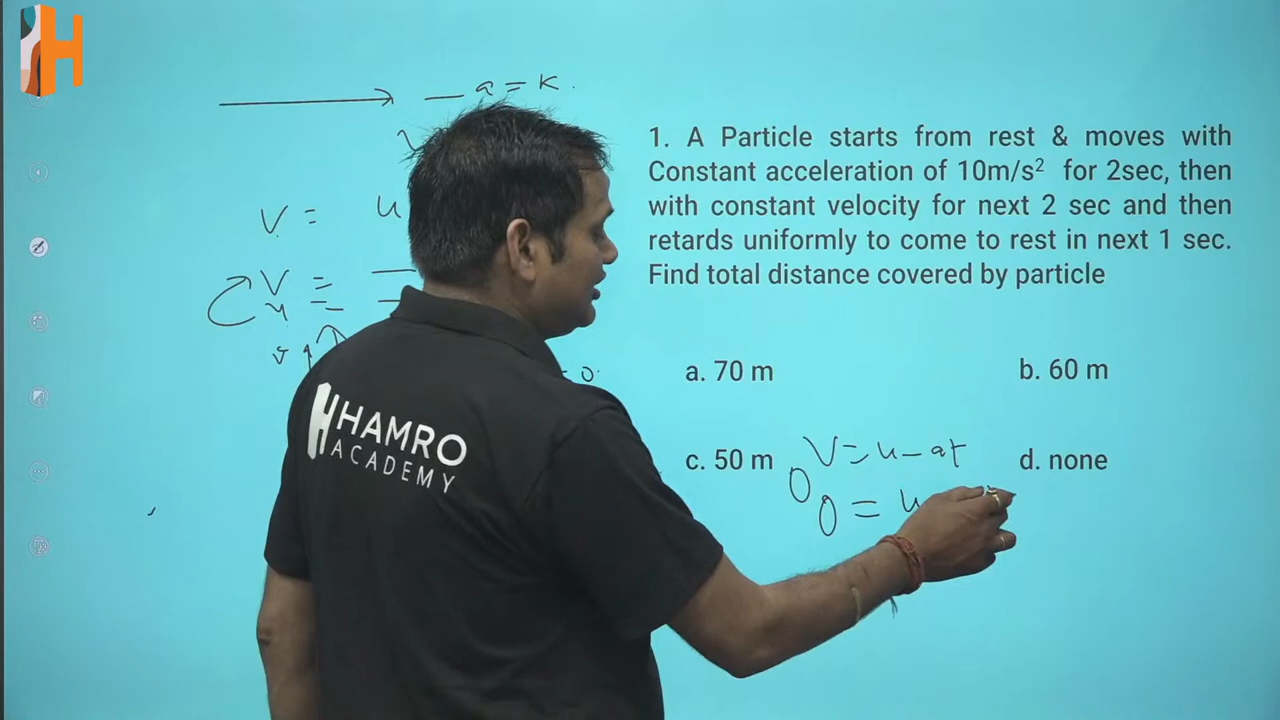 H
a = K.
1. A Particle starts from rest & moves with
Constant acceleration of 10m/s² for 2sec, then
with constant velocity for next 2 sec and then
retards uniformly to come to rest in next 1 sec.
Find total distance covered by particle
V = u
V =
u =
a. 70 m
b. 60 m
c. 50 m
d. none
V = u - at
0 = u
HAMRO
ACADEMY